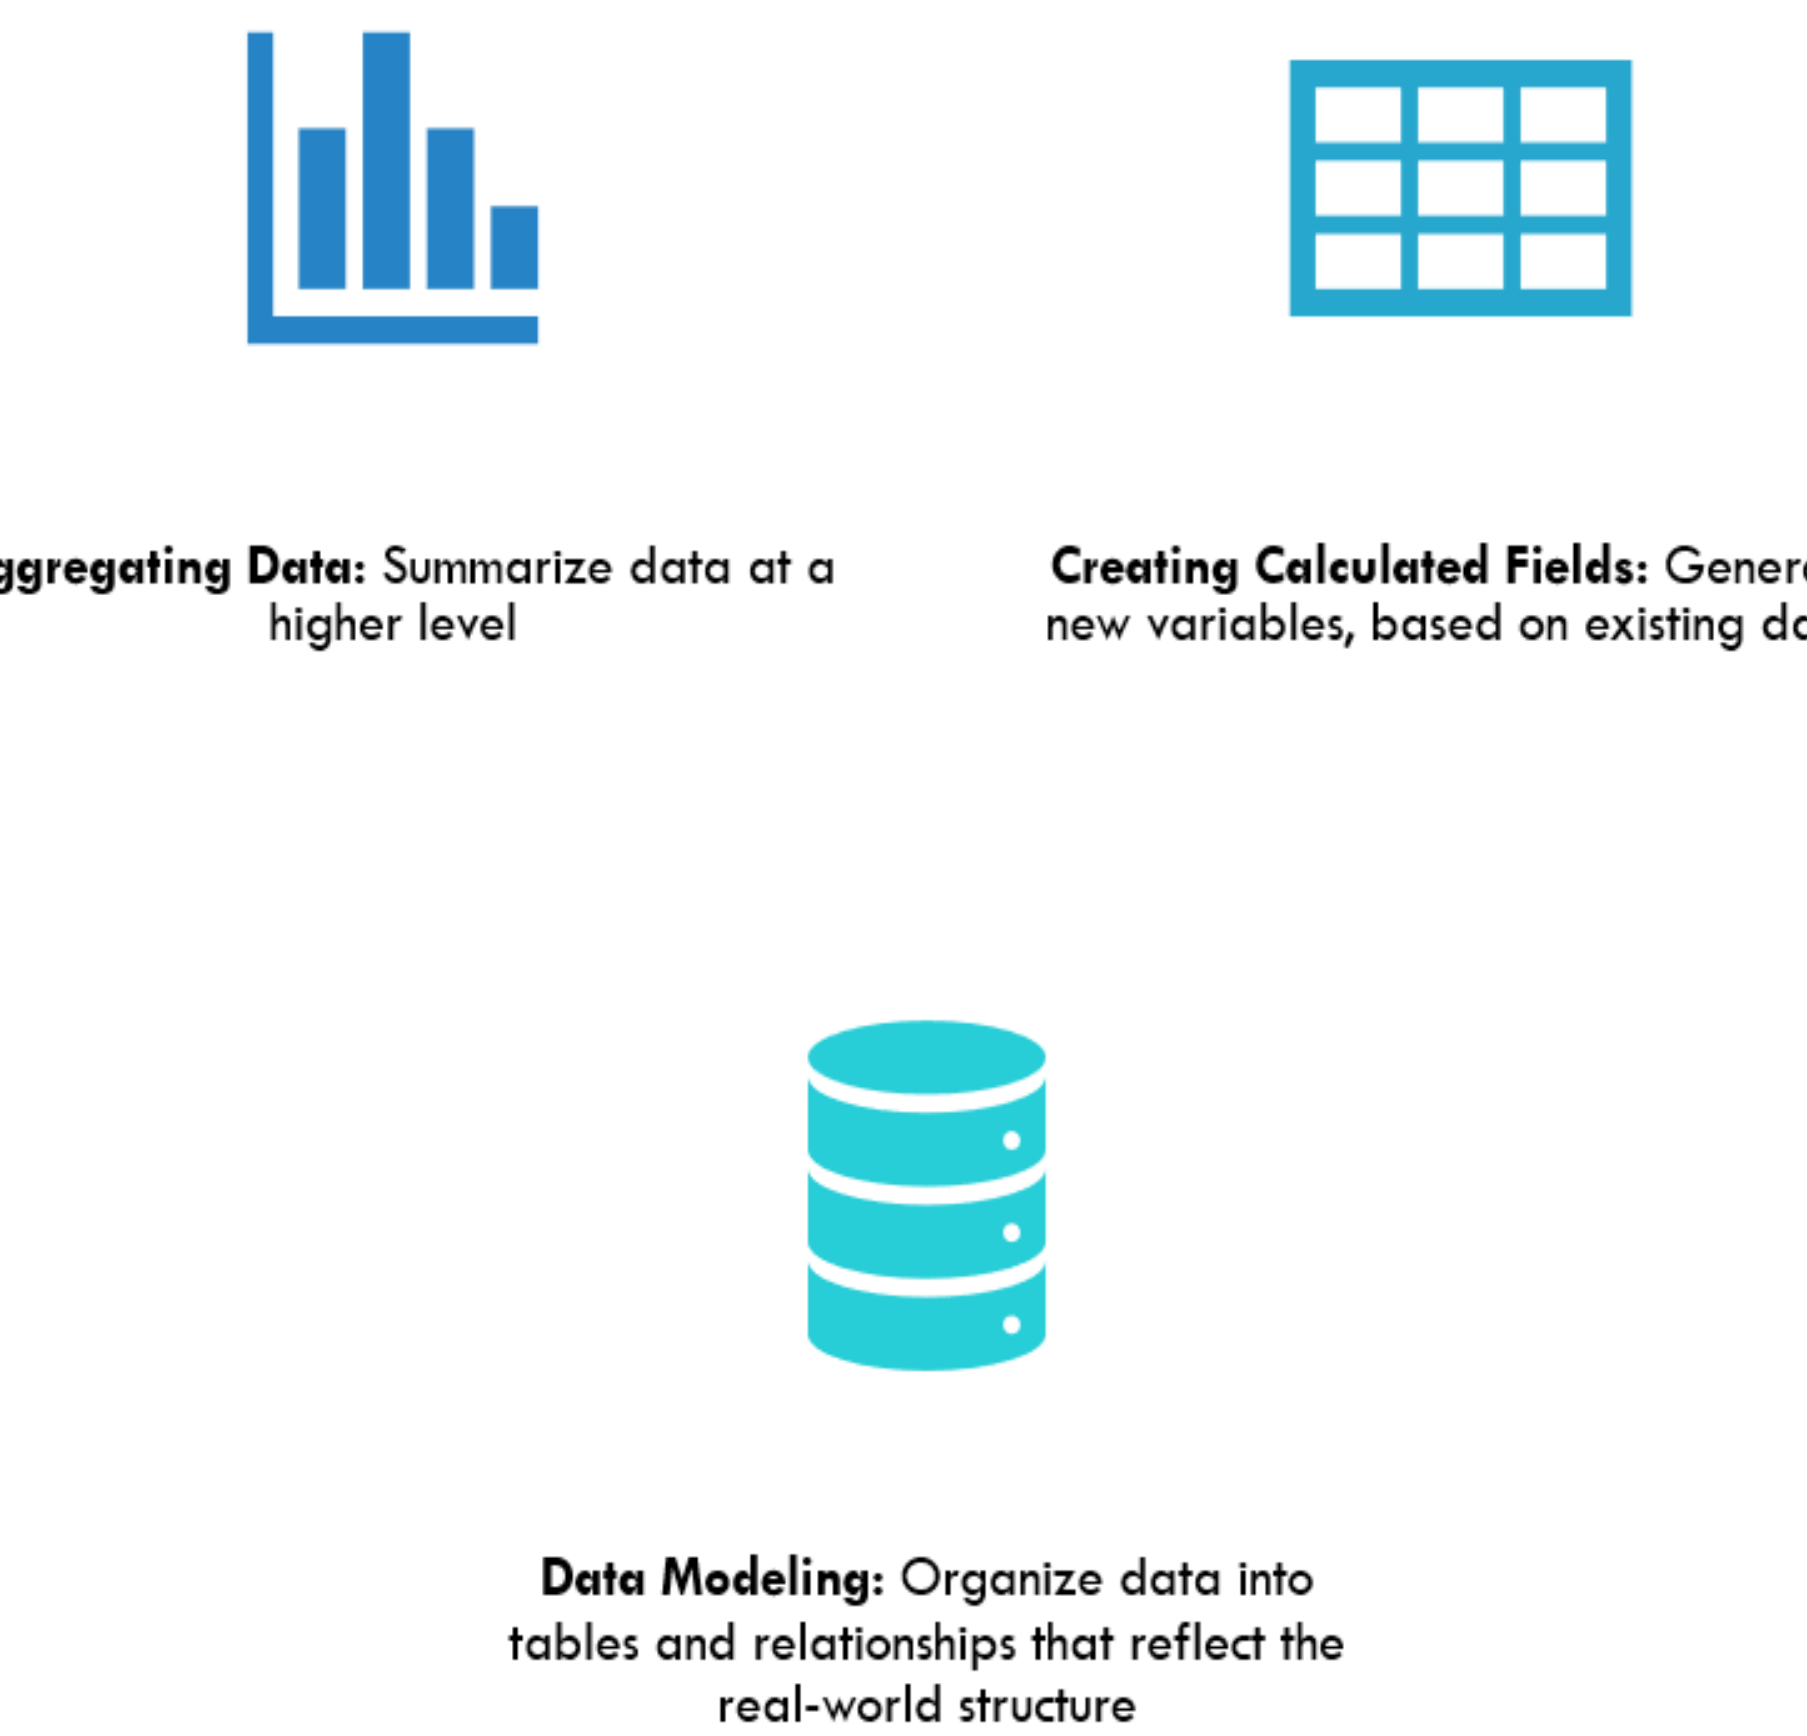 ggregating Data: Summarize data at a
higher level
Creating Calculated Fields: Gener
new variables, based on existing d
Data Modeling: Organize data into
tables and relationships that reflect the
real-world structure